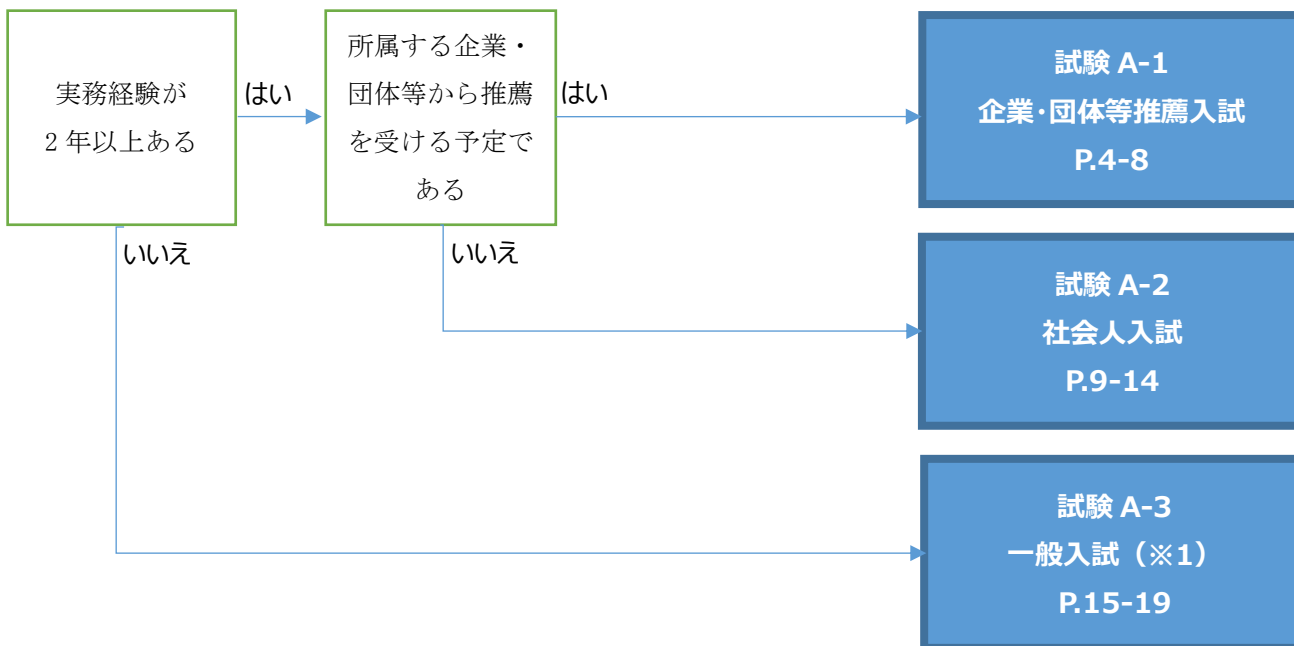 実務経験が
2 年以上ある
はい
所属する企業・
団体等から推薦
を受ける予定で
ある
はい
試験 A-1
企業・団体等推薦入試
P.4-8
いいえ
いいえ
試験 A-2
社会人入試
P.9-14
試験 A-3
一般入試（※1）
P.15-19